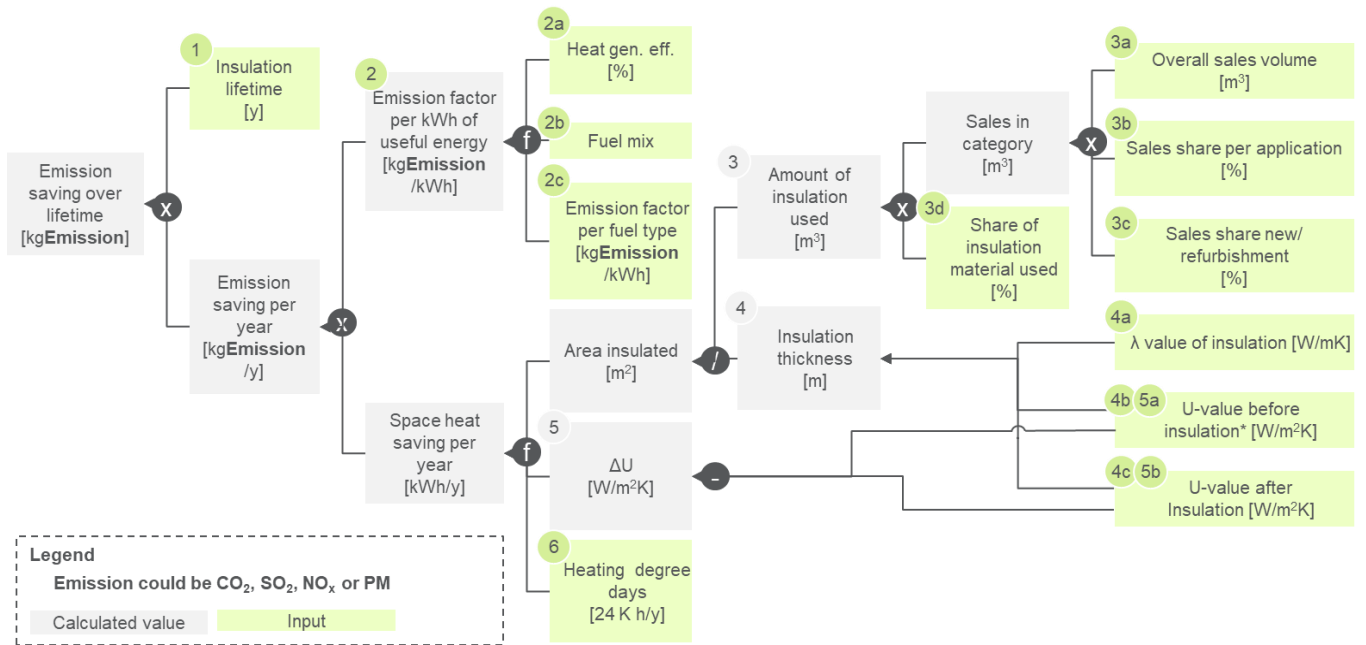 Emission
saving over
lifetime
[kgEmission]
x
1
Insulation
lifetime
[y]
Emission
saving per
year
[kgEmission
/y]
x
2
Emission factor
per kWh of
useful energy
[kgEmission
/kWh]
Space heat
saving per
year
[kWh/y]
f
2a
Heat gen. eff.
[%]
2b
Fuel mix
2c
Emission factor
per fuel type
[kgEmission
/kWh]
f
Area insulated
[m²]
5
ΔU
[W/m²K]
6
Heating degree
days
[24 K h/y]
/
-
3
Amount of
insulation
used
[m³]
4
Insulation
thickness
[m]
x
Sales in
category
[m³]
3d
Share of
insulation
material used
[%]
x
3a
Overall sales volume
[m³]
3b
Sales share per application
[%]
3c
Sales share new/
refurbishment
[%]
4a
λ value of insulation [W/mK]
4b 5a
U-value before
insulation* [W/m²K]
4c 5b
U-value after
Insulation [W/m²K]
Legend
Emission could be CO₂, SO₂, NOₓ or PM
Calculated value
Input